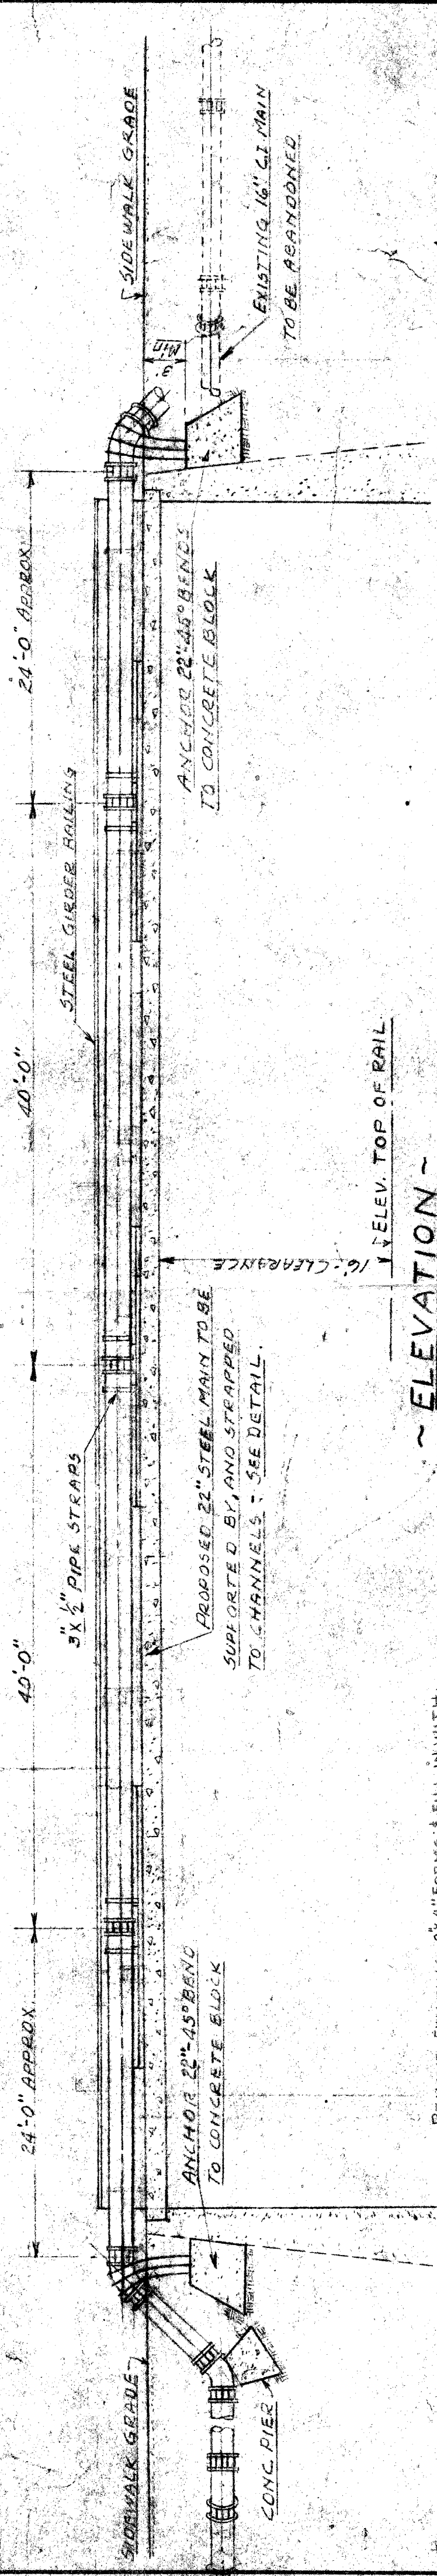 24'-0" APPROX
40'-0"
40'-0"
24'-0" APPROX
STEEL GIRDER RAILING
3"X ½" PIPE STRAPS
SIDEWALK GRADE
SIDEWALK GRADE
3'
MIN
ANCHOR 22"-45° BEND
TO CONCRETE BLOCK
PROPOSED 22" STEEL MAIN TO BE
SUPPORTED BY, AND STRAPPED
TO CHANNELS - SEE DETAIL.
ANCHOR 22"-45° BENDS
TO CONCRETE BLOCK
EXISTING 16" C.I. MAIN
TO BE ABANDONED
CONC. PIER
16'-CLEARANCE
ELEV. TOP OF RAIL
~ ELEVATION ~